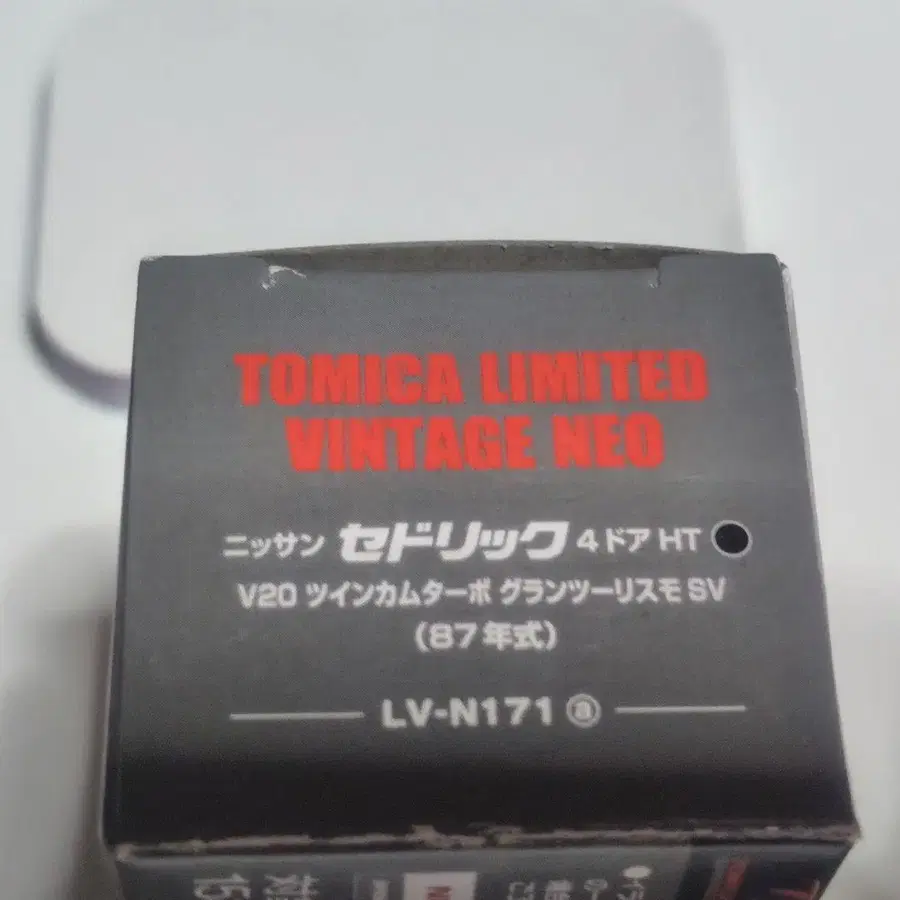 TOMICA LIMITED
VINTAGE NEO
ニッサン セドリック 4ドア HT
V20 ツインカムターボ グランツーリスモ SV
(87年式)
LV-N171 ⓐ
対
15